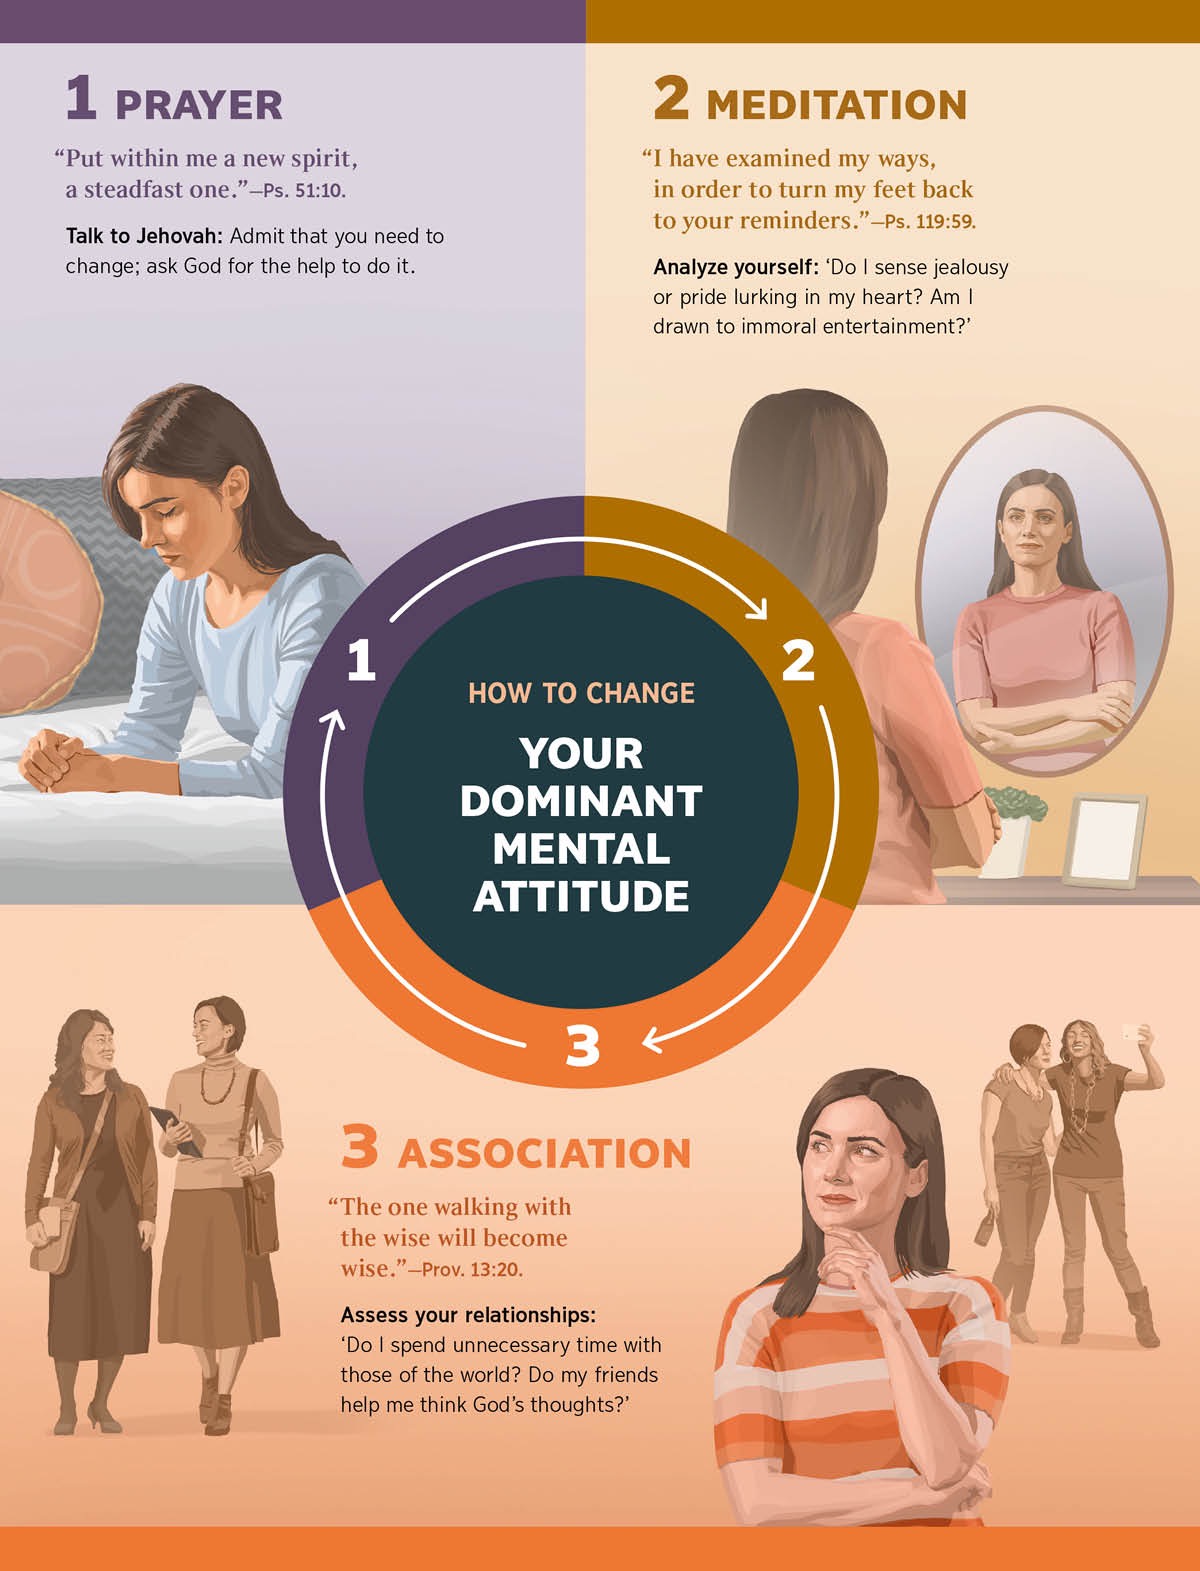 1 PRAYER
“Put within me a new spirit,
a steadfast one.”—Ps. 51:10.
Talk to Jehovah: Admit that you need to
change; ask God for the help to do it.
2 MEDITATION
“I have examined my ways,
in order to turn my feet back
to your reminders.”—Ps. 119:59.
Analyze yourself: ‘Do I sense jealousy
or pride lurking in my heart? Am I
drawn to immoral entertainment?’
1
2
HOW TO CHANGE
YOUR
DOMINANT
MENTAL
ATTITUDE
3
3 ASSOCIATION
“The one walking with
the wise will become
wise.”—Prov. 13:20.
Assess your relationships:
‘Do I spend unnecessary time with
those of the world? Do my friends
help me think God’s thoughts?’